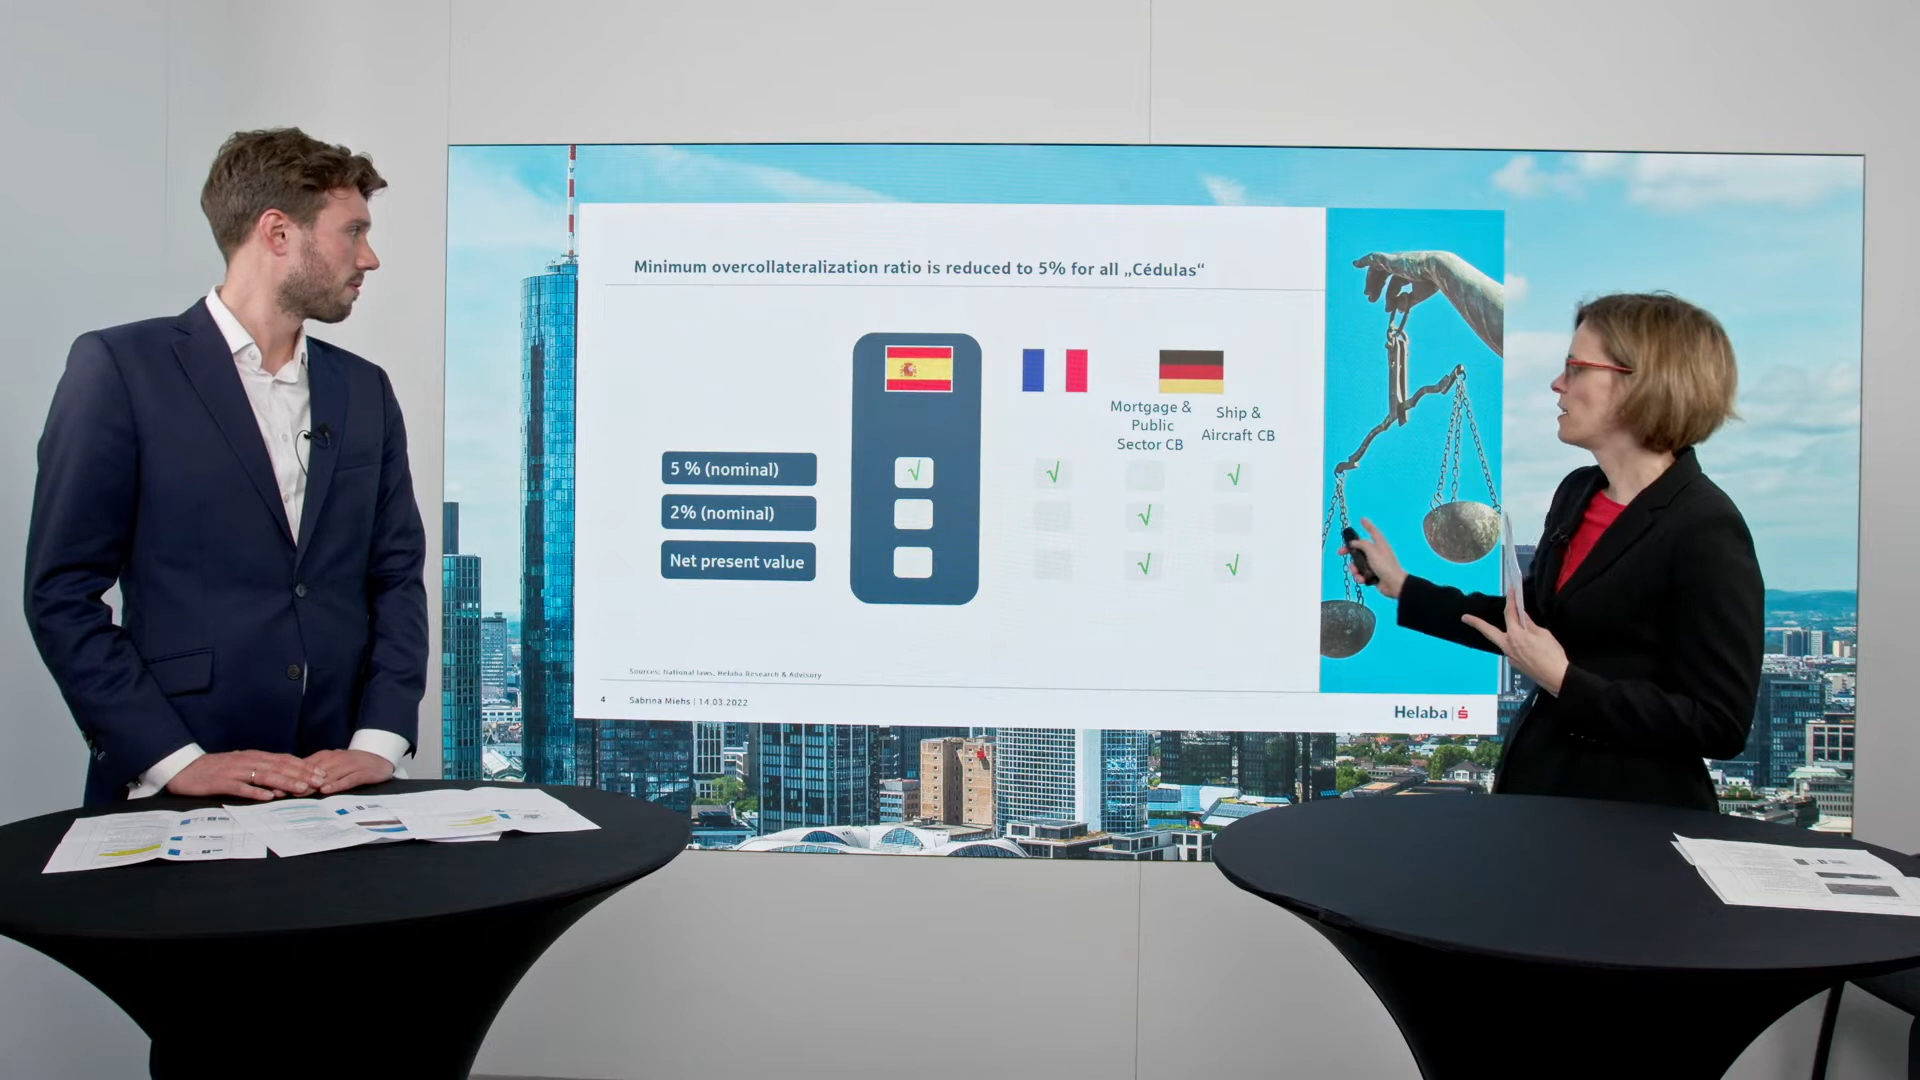 Minimum overcollateralization ratio is reduced to 5% for all „Cédulas“
Mortgage &
Public
Sector CB
Ship &
Aircraft CB
5 % (nominal)
√
√
√
2% (nominal)
√
Net present value
√
√
Sources: National laws, Helaba Research & Advisory
4
Sabrina Miehs | 14.03.2022
Helaba